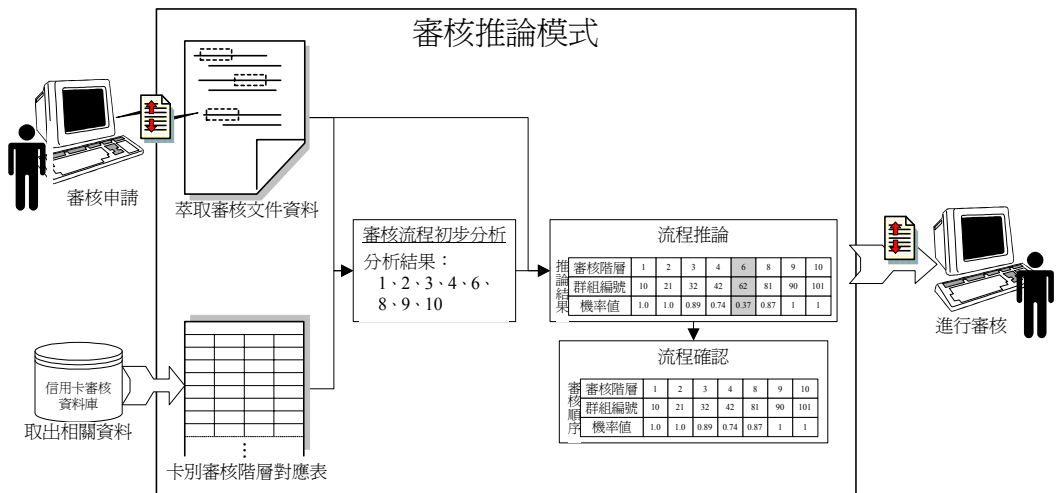 審核推論模式
審核申請
萃取審核文件資料
審核流程初步分析
分析結果：
1、2、3、4、6、
8、9、10
流程推論
推論結果
審核階層 1 2 3 4 6 8 9 10
群組編號 10 21 32 42 62 81 90 101
機率值 1.0 1.0 0.89 0.74 0.37 0.87 1 1
進行審核
流程確認
審核順序
審核階層 1 2 3 4 8 9 10
群組編號 10 21 32 42 81 90 101
機率值 1.0 1.0 0.89 0.74 0.87 1 1
信用卡審核
資料庫
取出相關資料
卡別審核階層對應表